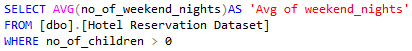 SELECT AVG(no_of_weekend_nights)AS 'Avg of weekend_nights'
FROM [dbo].[Hotel Reservation Dataset]
WHERE no_of_children > 0